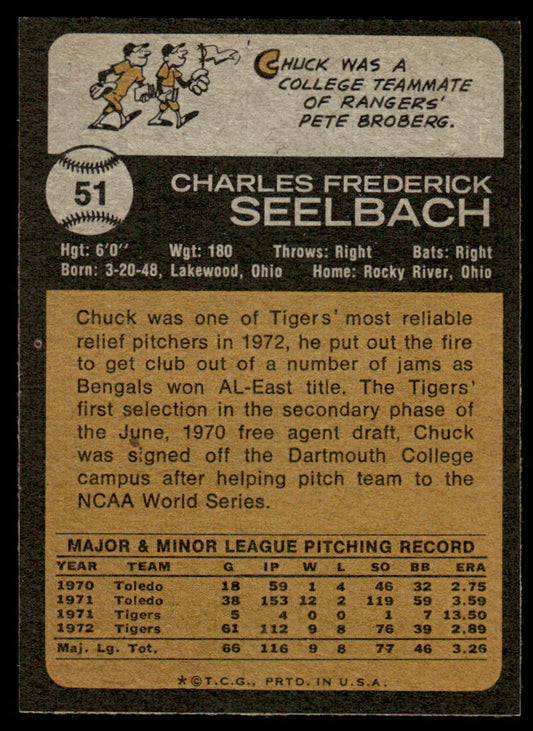 CHUCK WAS A
COLLEGE TEAMMATE
OF RANGERS'
PETE BROBERG.
51
CHARLES FREDERICK
SEELBACH
Hgt: 6'0" Wgt: 180 Throws: Right Bats: Right
Born: 3-20-48, Lakewood, Ohio Home: Rocky River, Ohio
Chuck was one of Tigers' most reliable
relief pitchers in 1972, he put out the fire
to get club out of a number of jams as
Bengals won AL-East title. The Tigers'
first selection in the secondary phase of
the June, 1970 free agent draft, Chuck
was signed off the Dartmouth College
campus after helping pitch team to the
NCAA World Series.
MAJOR & MINOR LEAGUE PITCHING RECORD
YEAR TEAM G IP W L SO BB ERA
1970 Toledo 18 59 1 4 46 32 2.75
1971 Toledo 38 153 12 2 119 59 3.59
1971 Tigers 5 4 0 0 1 7 13.50
1972 Tigers 61 112 9 8 76 39 2.89
Maj. Lg. Tot. 66 116 9 8 77 46 3.26
*©T.C.G., PRTD. IN U.S.A.